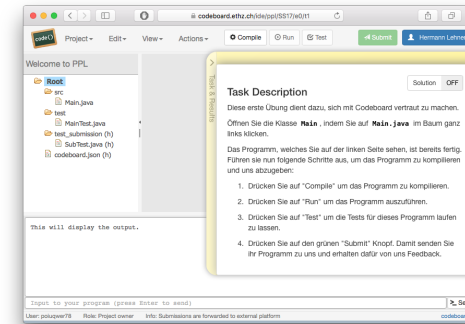 codeboard.ethz.ch/ide/ppl/SS17/e0/t1
code()
Project
Edit
View
Actions
Compile
Run
Test
Submit
Hermann Lehner
Welcome to PPL
Root
src
Main.java
test
MainTest.java
test_submission (h)
SubTest.java (h)
codeboard.json (h)
Task & Results
Solution OFF
Task Description
Diese erste Übung dient dazu, sich mit Codeboard vertraut zu machen.
Öffnen Sie die Klasse Main, indem Sie auf Main.java im Baum ganz
links klicken.
Das Programm, welches Sie auf der linken Seite sehen, ist bereits fertig.
Führen sie nun folgende Schritte aus, um das Programm zu kompilieren
und uns abzugeben:
1. Drücken Sie auf "Compile" um das Programm zu kompilieren.
2. Drücken Sie auf "Run" um das Programm auszuführen.
3. Drücken Sie auf "Test" um die Tests für dieses Programm laufen
zu lassen.
4. Drücken Sie auf den grünen "Submit" Knopf. Damit senden Sie
ihr Programm zu uns und erhalten dafür von uns Feedback.
This will display the output.
Input to your program (press Enter to send)
User: poiuqwer78 Role: Project owner Info: Submissions are forwarded to external platform